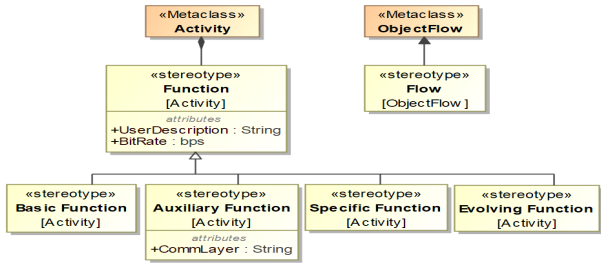 «Metaclass»
Activity
«Metaclass»
ObjectFlow
«stereotype»
Function
[Activity]
attributes
+UserDescription : String
+BitRate : bps
«stereotype»
Flow
[ObjectFlow ]
«stereotype»
Basic Function
[Activity]
«stereotype»
Auxiliary Function
[Activity]
attributes
+CommLayer : String
«stereotype»
Specific Function
[Activity]
«stereotype»
Evolving Function
[Activity]